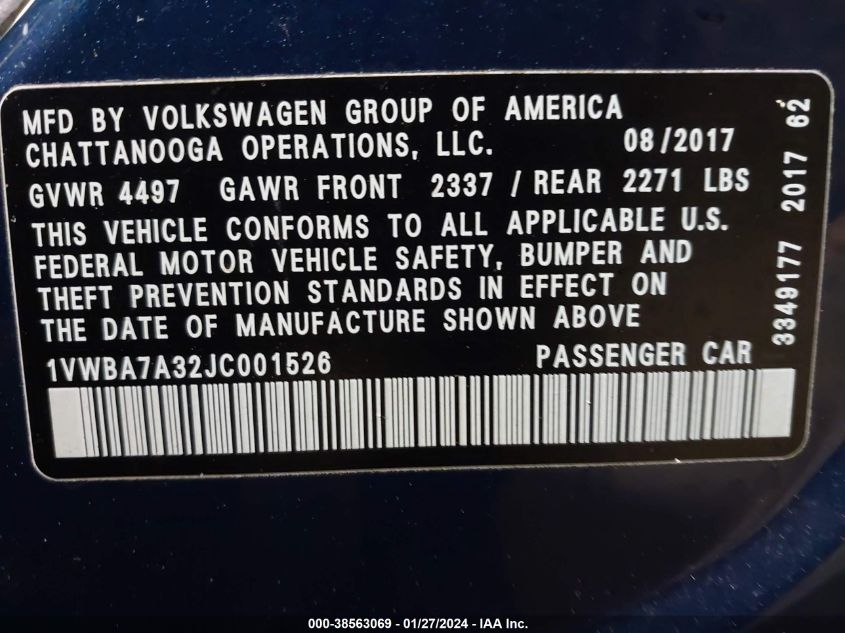 MFD BY VOLKSWAGEN GROUP OF AMERICA
CHATTANOOGA OPERATIONS, LLC. 08/2017
GVWR 4497 GAWR FRONT 2337 / REAR 2271 LBS
THIS VEHICLE CONFORMS TO ALL APPLICABLE U.S.
FEDERAL MOTOR VEHICLE SAFETY, BUMPER AND
THEFT PREVENTION STANDARDS IN EFFECT ON
THE DATE OF MANUFACTURE SHOWN ABOVE
1VWBA7A32JC001526 PASSENGER CAR
3349177 2017 62
000-38563069 - 01/27/2024 - IAA Inc.